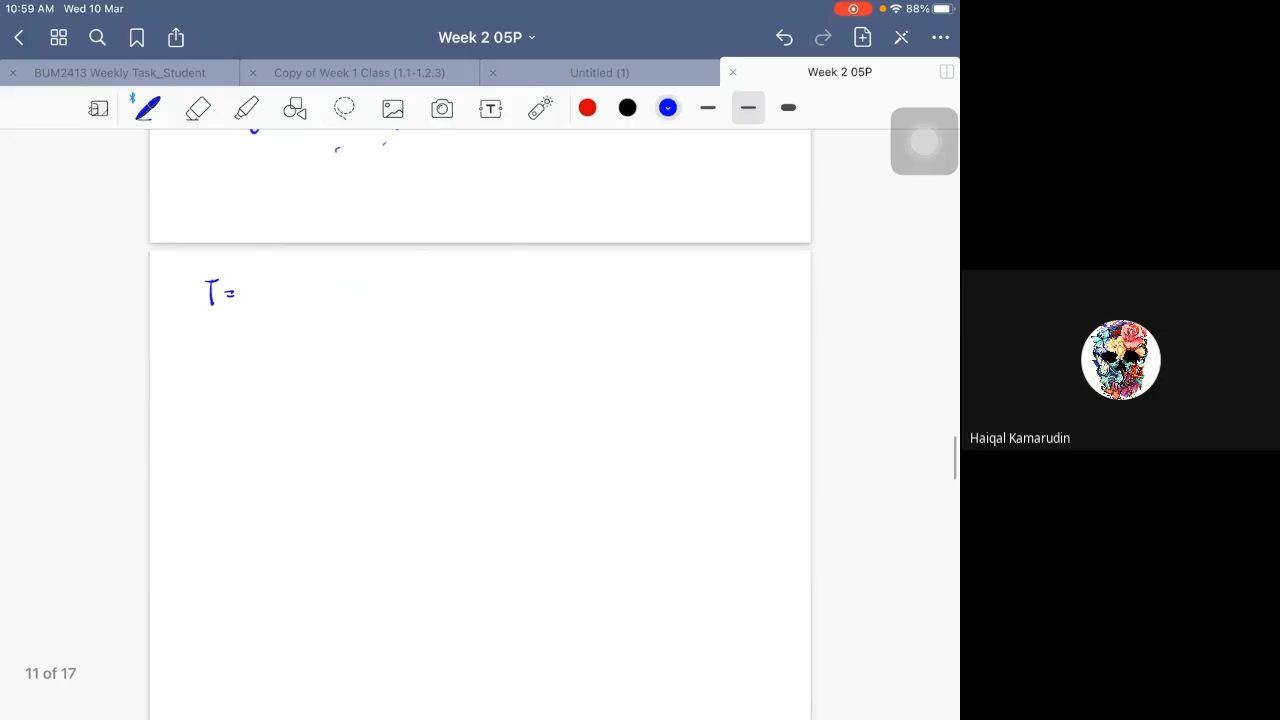 10:59 AM Wed 10 Mar
88%
Week 2 05P
BUM2413 Weekly Task_Student
Copy of Week 1 Class (1.1-1.2.3)
Untitled (1)
Week 2 05P
T
T =
Haiqal Kamarudin
11 of 17